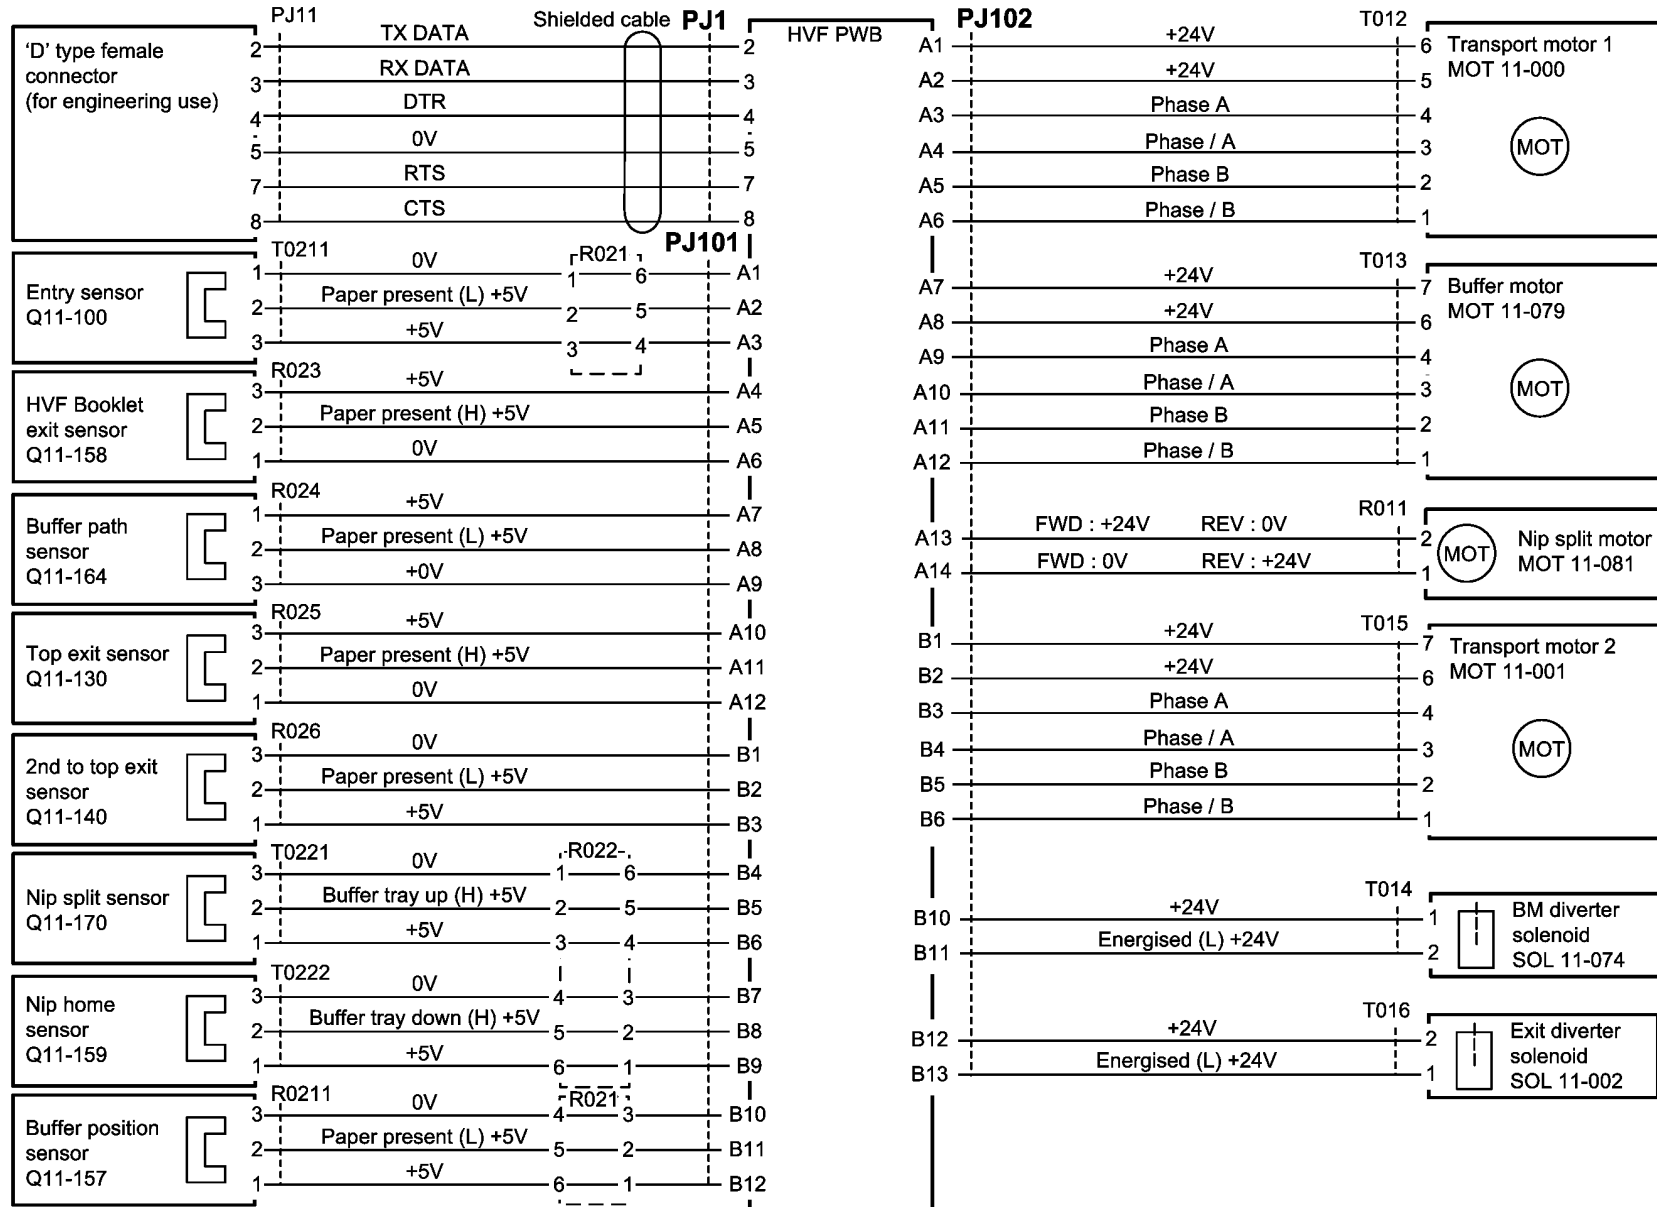 PJ11 Shielded cable PJ1 HVF PWB PJ102 T012
'D' type female
connector
(for engineering use)
2 TX DATA 2
3 RX DATA 3
4 DTR 4
5 0V 5
7 RTS 7
8 CTS 8
PJ101
T0211 R021
Entry sensor
Q11-100
1 0V 1 6 A1
2 Paper present (L) +5V 2 5 A2
3 +5V 3 4 A3
R023
HVF Booklet
exit sensor
Q11-158
3 +5V A4
2 Paper present (H) +5V A5
1 0V A6
R024
Buffer path
sensor
Q11-164
1 +5V A7
2 Paper present (L) +5V A8
3 +0V A9
R025
Top exit sensor
Q11-130
3 +5V A10
2 Paper present (H) +5V A11
1 0V A12
R026
2nd to top exit
sensor
Q11-140
3 0V B1
2 Paper present (L) +5V B2
1 +5V B3
T0221 R022
Nip split sensor
Q11-170
3 0V 1 6 B4
2 Buffer tray up (H) +5V 2 5 B5
1 +5V 3 4 B6
T0222
Nip home
sensor
Q11-159
3 0V 4 3 B7
2 Buffer tray down (H) +5V 5 2 B8
1 +5V 6 1 B9
R0211 R021
Buffer position
sensor
Q11-157
3 0V 4 3 B10
2 Paper present (L) +5V 5 2 B11
1 +5V 6 1 B12
A1 +24V 6
A2 +24V 5
A3 Phase A 4
A4 Phase / A 3
A5 Phase B 2
A6 Phase / B 1
Transport motor 1
MOT 11-000
MOT
T013
A7 +24V 7
A8 +24V 6
A9 Phase A 4
A10 Phase / A 3
A11 Phase B 2
A12 Phase / B 1
Buffer motor
MOT 11-079
MOT
R011
A13 FWD : +24V REV : 0V 2
A14 FWD : 0V REV : +24V 1
MOT
Nip split motor
MOT 11-081
T015
B1 +24V 7
B2 +24V 6
B3 Phase A 4
B4 Phase / A 3
B5 Phase B 2
B6 Phase / B 1
Transport motor 2
MOT 11-001
MOT
T014
B10 +24V 1
B11 Energised (L) +24V 2
BM diverter
solenoid
SOL 11-074
T016
B12 +24V 2
B13 Energised (L) +24V 1
Exit diverter
solenoid
SOL 11-002